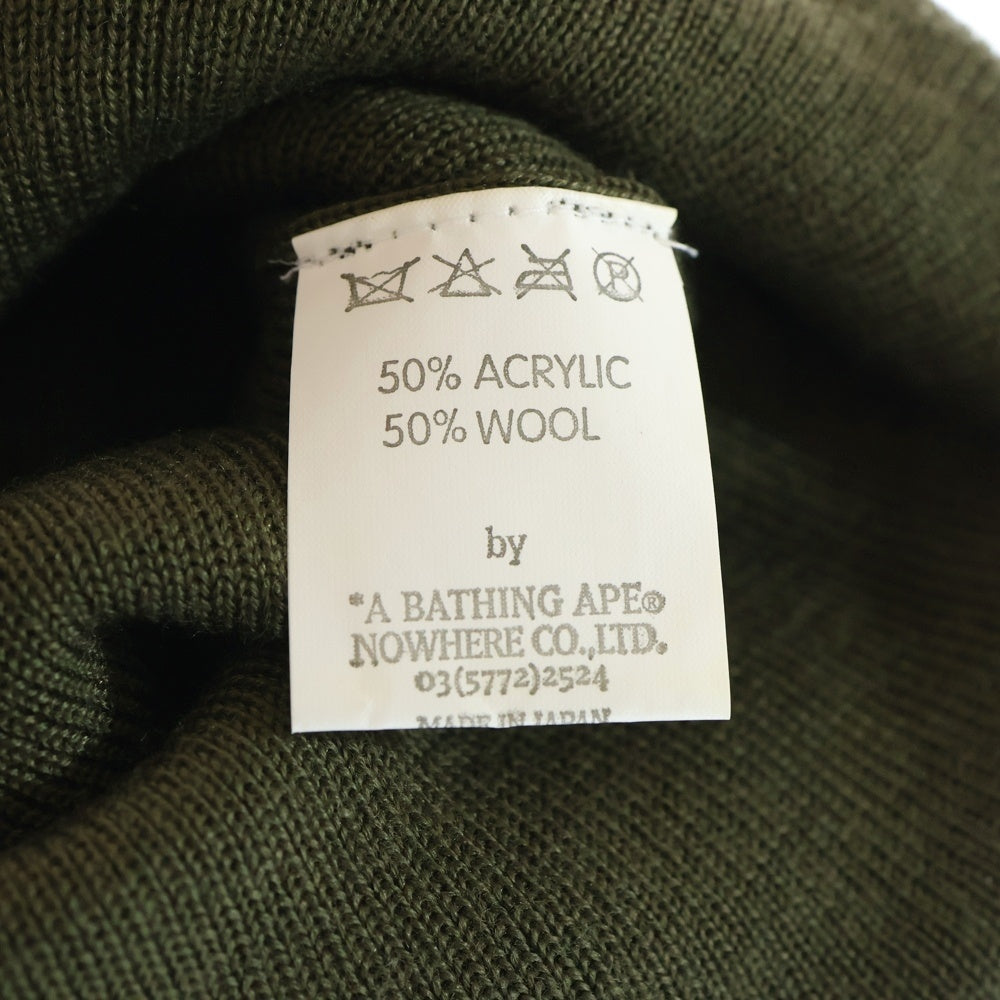 P
50% ACRYLIC
50% WOOL
by
*A BATHING APE®
NOWHERE CO.,LTD.
03(5772)2524
MADE IN JAPAN